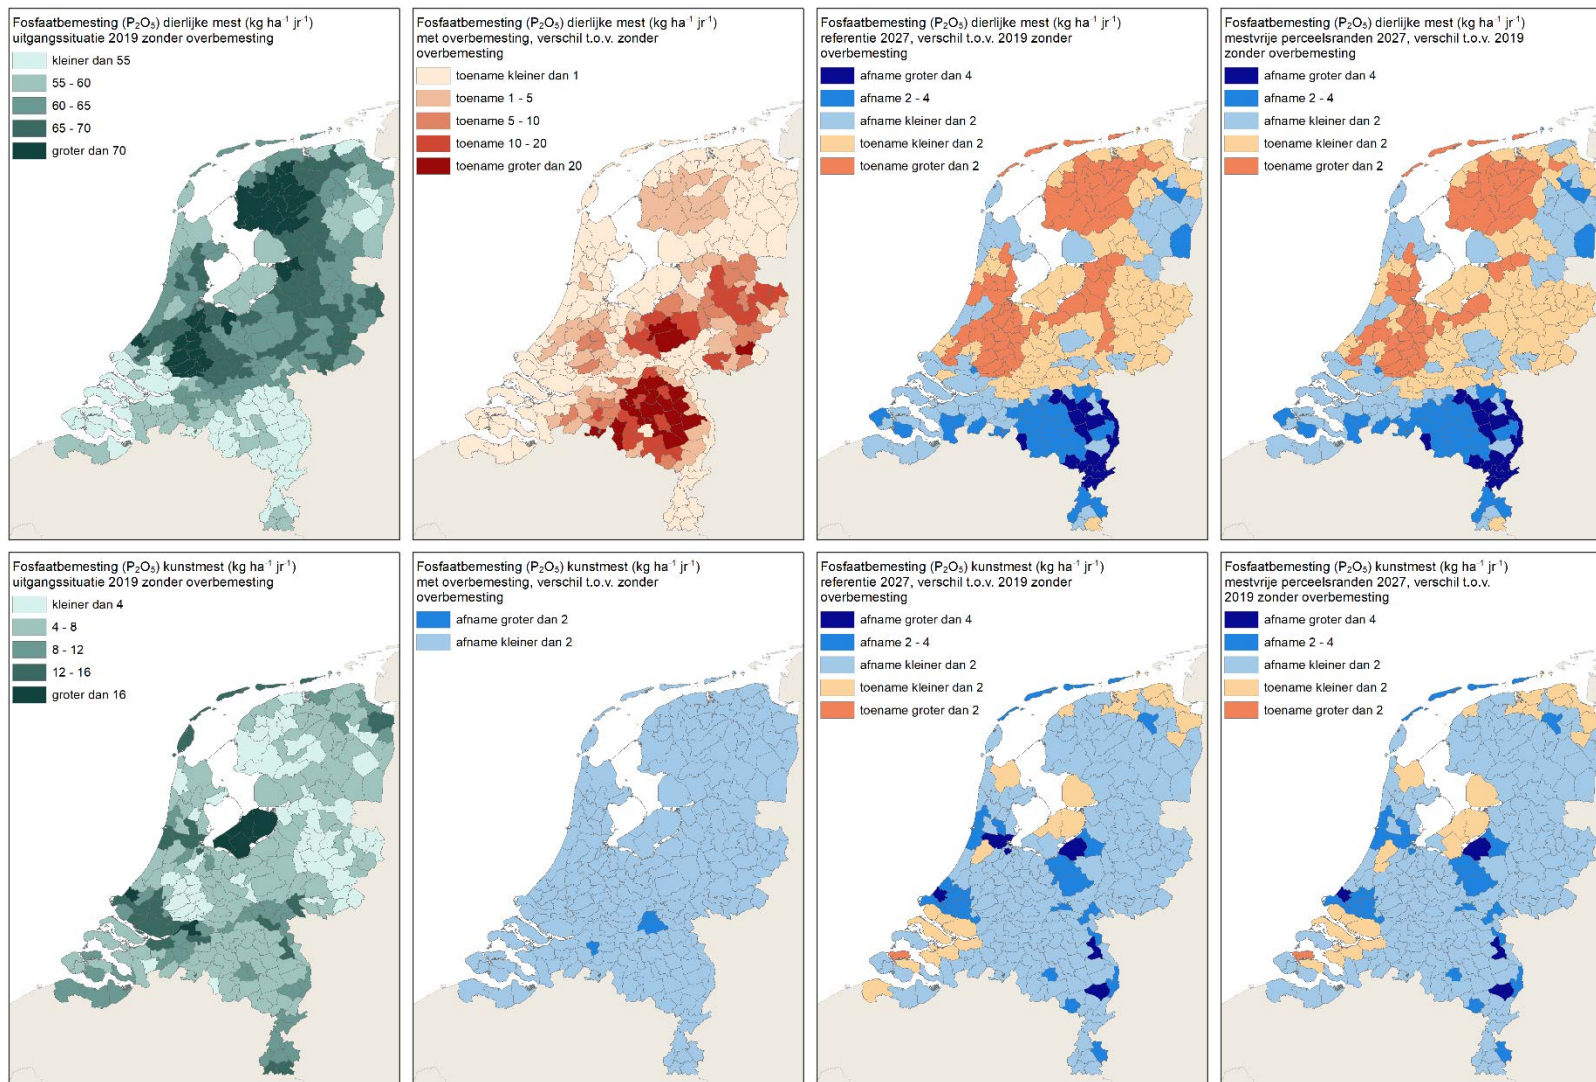 Fosfaatbemesting (P₂O₅) dierlijke mest (kg ha⁻¹ jr⁻¹)
uitgangssituatie 2019 zonder overbemesting
kleiner dan 55
55 - 60
60 - 65
65 - 70
groter dan 70
Fosfaatbemesting (P₂O₅) dierlijke mest (kg ha⁻¹ jr⁻¹)
met overbemesting, verschil t.o.v. zonder
overbemesting
toename kleiner dan 1
toename 1 - 5
toename 5 - 10
toename 10 - 20
toename groter dan 20
Fosfaatbemesting (P₂O₅) dierlijke mest (kg ha⁻¹ jr⁻¹)
referentie 2027, verschil t.o.v. 2019 zonder
overbemesting
afname groter dan 4
afname 2 - 4
afname kleiner dan 2
toename kleiner dan 2
toename groter dan 2
Fosfaatbemesting (P₂O₅) dierlijke mest (kg ha⁻¹ jr⁻¹)
mestvrije perceelsranden 2027, verschil t.o.v. 2019
zonder overbemesting
afname groter dan 4
afname 2 - 4
afname kleiner dan 2
toename kleiner dan 2
toename groter dan 2
Fosfaatbemesting (P₂O₅) kunstmest (kg ha⁻¹ jr⁻¹)
uitgangssituatie 2019 zonder overbemesting
kleiner dan 4
4 - 8
8 - 12
12 - 16
groter dan 16
Fosfaatbemesting (P₂O₅) kunstmest (kg ha⁻¹ jr⁻¹)
met overbemesting, verschil t.o.v. zonder
overbemesting
afname groter dan 2
afname kleiner dan 2
Fosfaatbemesting (P₂O₅) kunstmest (kg ha⁻¹ jr⁻¹)
referentie 2027, verschil t.o.v. 2019 zonder
overbemesting
afname groter dan 4
afname 2 - 4
afname kleiner dan 2
toename kleiner dan 2
toename groter dan 2
Fosfaatbemesting (P₂O₅) kunstmest (kg ha⁻¹ jr⁻¹)
mestvrije perceelsranden 2027, verschil t.o.v.
2019 zonder overbemesting
afname groter dan 4
afname 2 - 4
afname kleiner dan 2
toename kleiner dan 2
toename groter dan 2